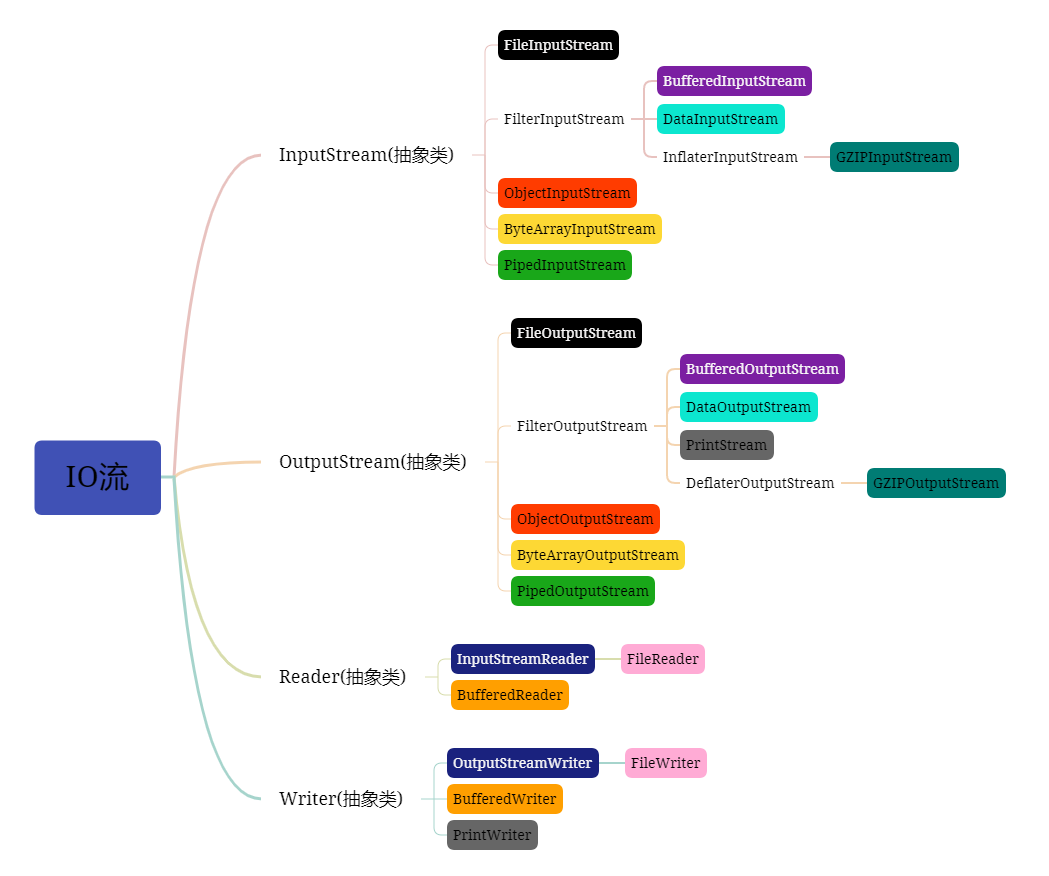 IO流
InputStream(抽象类)
FileInputStream
FilterInputStream
BufferedInputStream
DataInputStream
InflaterInputStream
GZIPInputStream
ObjectInputStream
ByteArrayInputStream
PipedInputStream
OutputStream(抽象类)
FileOutputStream
FilterOutputStream
BufferedOutputStream
DataOutputStream
PrintStream
DeflaterOutputStream
GZIPOutputStream
ObjectOutputStream
ByteArrayOutputStream
PipedOutputStream
Reader(抽象类)
InputStreamReader
FileReader
BufferedReader
Writer(抽象类)
OutputStreamWriter
FileWriter
BufferedWriter
PrintWriter